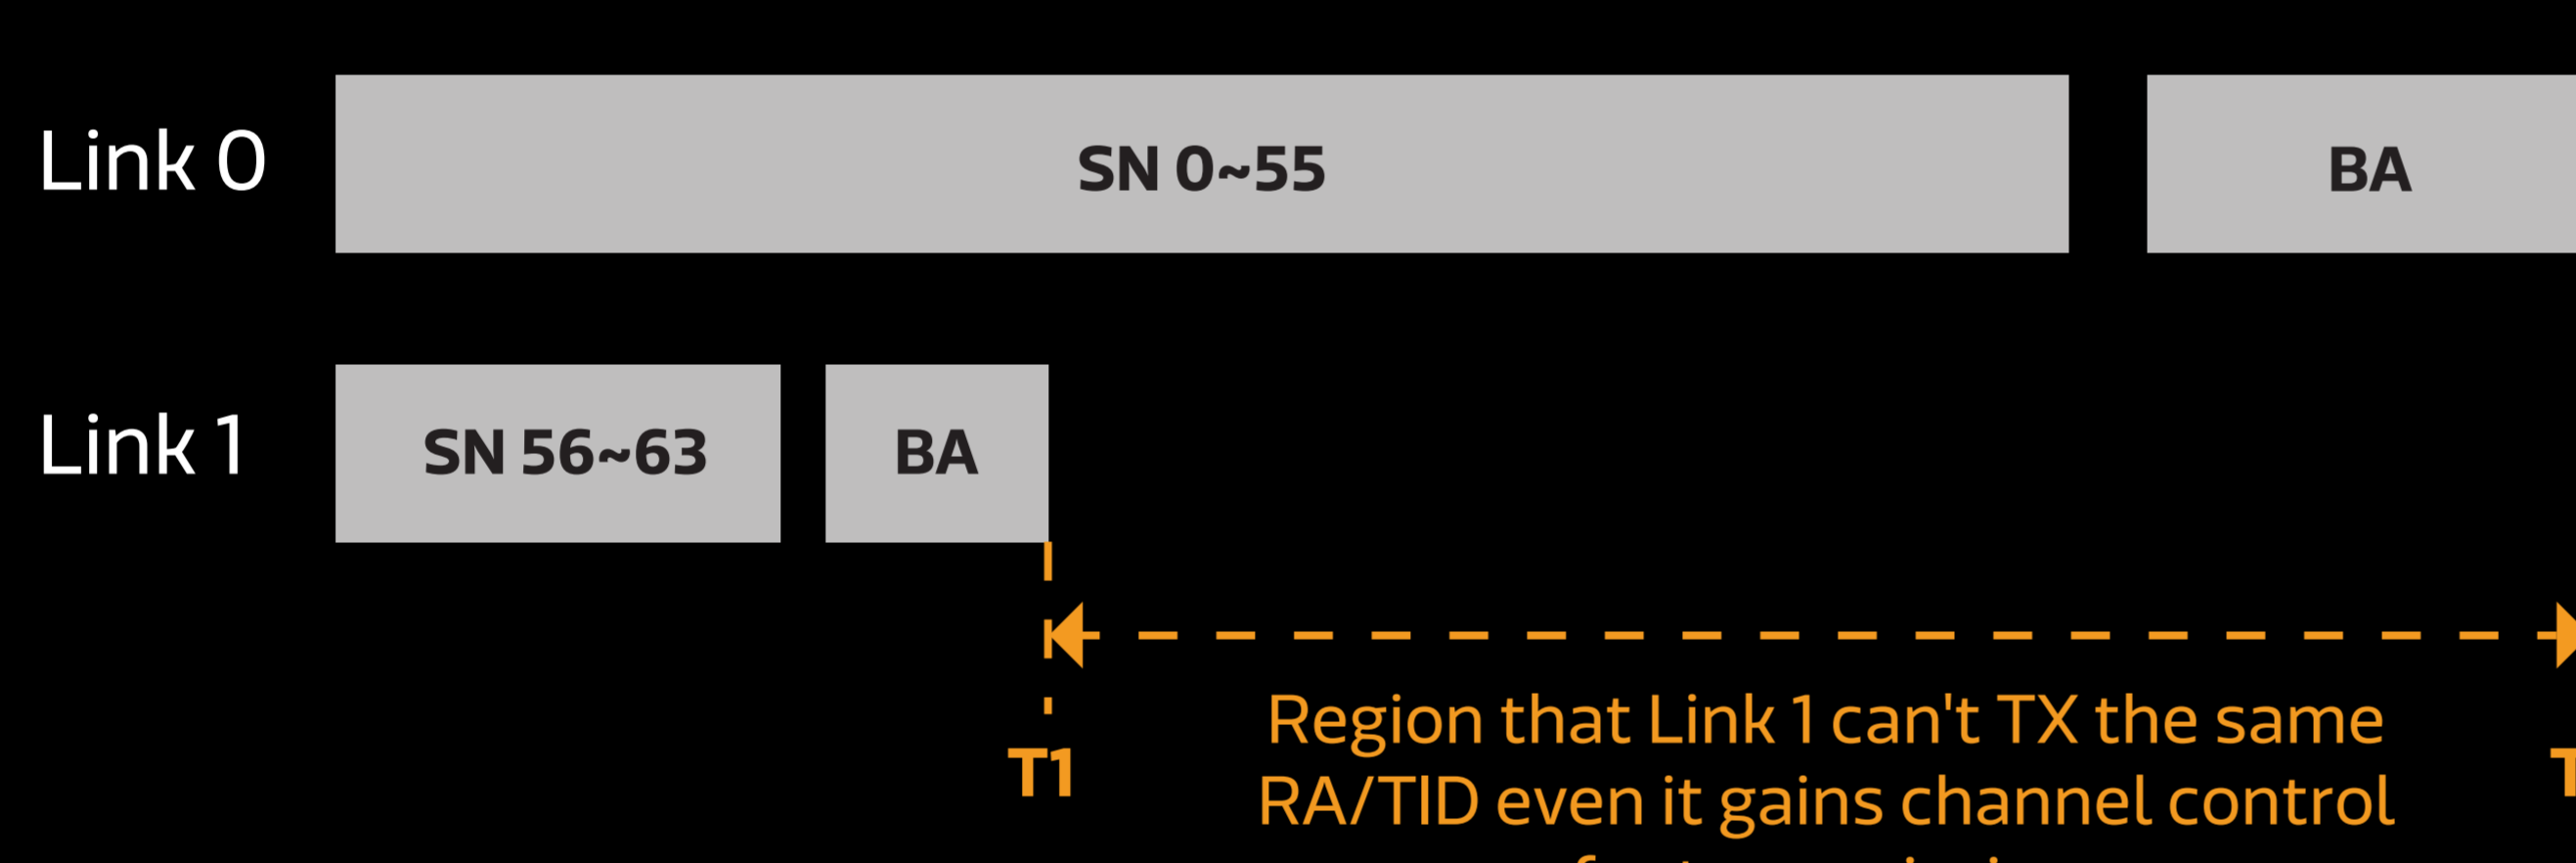 Link 0
SN 0~55
BA
Link 1
SN 56~63
BA
T1
Region that Link 1 can't TX the same
RA/TID even it gains channel control